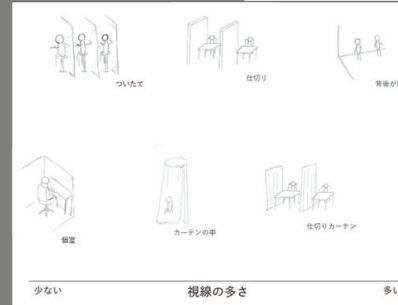 ついたて
仕切り
背後が
個室
カーテンの中
仕切りカーテン
少ない
視線の多さ
多い